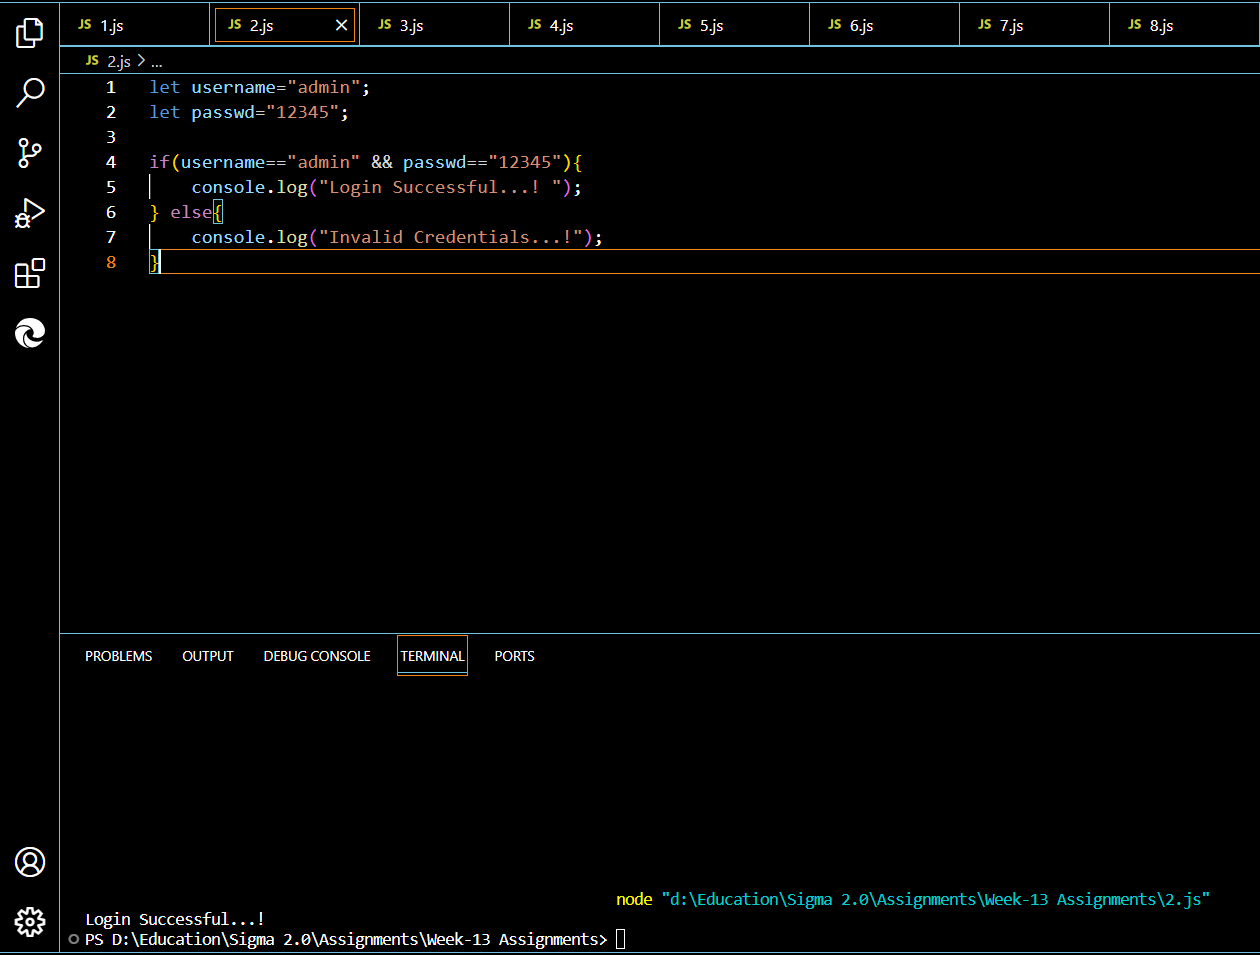 JS 1.js JS 2.js JS 3.js JS 4.js JS 5.js JS 6.js JS 7.js JS 8.js
JS 2.js > ...
1 let username="admin";
2 let passwd="12345";
3
4 if(username=="admin" && passwd=="12345"){
5     console.log("Login Successful...! ");
6 } else{
7     console.log("Invalid Credentials...!");
8 }
PROBLEMS OUTPUT DEBUG CONSOLE TERMINAL PORTS
node "d:\Education\Sigma 2.0\Assignments\Week-13 Assignments\2.js"
Login Successful...!
PS D:\Education\Sigma 2.0\Assignments\Week-13 Assignments>